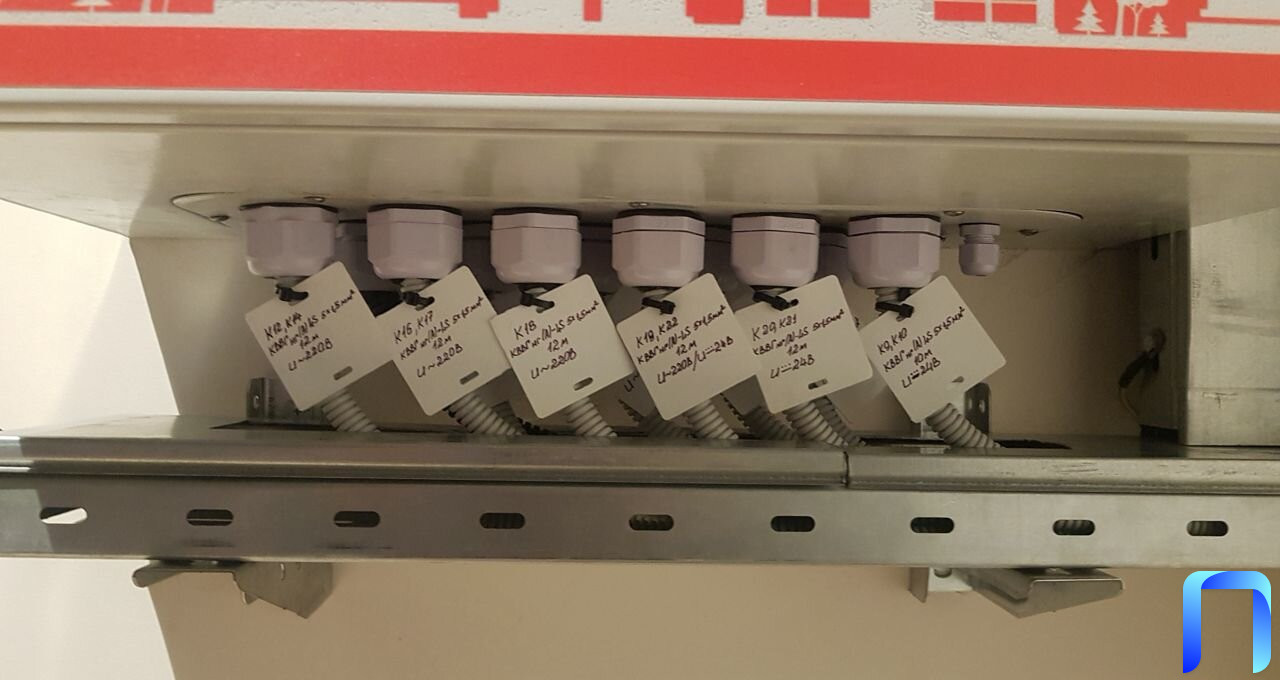 К12, К14
КВВГнг(А)-LS 5х1,5мм²
12м
U~220В
К15, К17
КВВГнг(А)-LS 5х1,5мм²
12м
U~220В
К18
КВВГнг(А)-LS 5х1,5мм²
12м
U~220В
К19, К22
КВВГнг(А)-LS 5х1,5мм²
12м
U~220В/U⎓24В
К20, К21
КВВГнг(А)-LS 5х1,5мм²
12м
U⎓24В
К9, К10
КВВГнг(А)-LS 5х1,5мм²
10м
U⎓24В